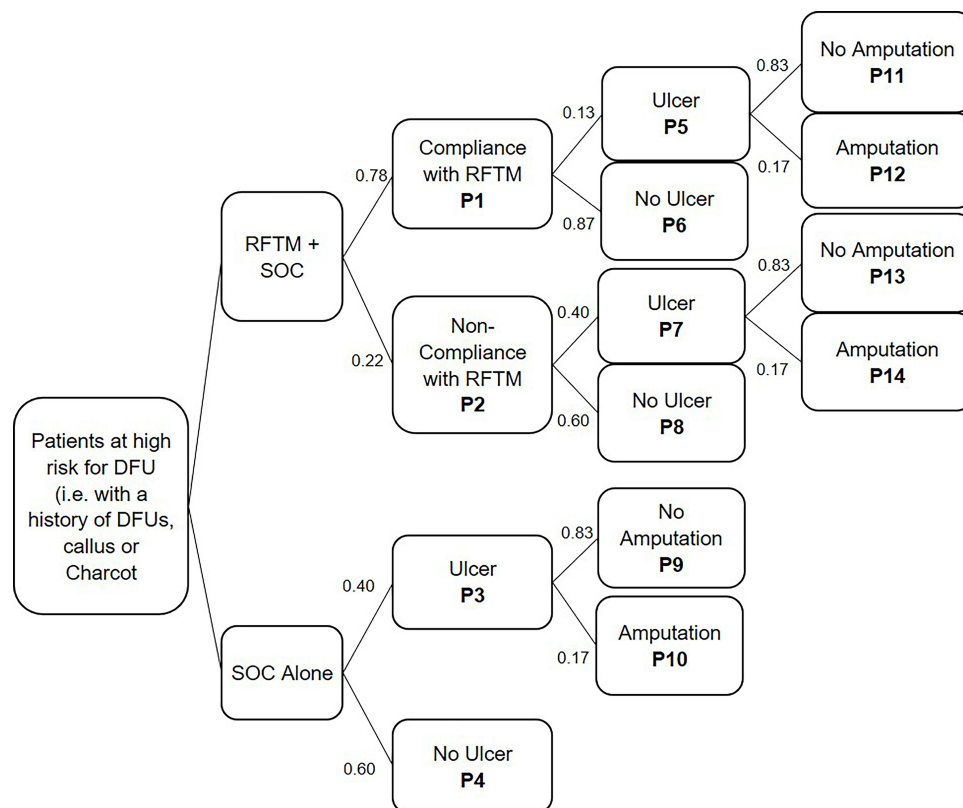 Patients at high
risk for DFU
(i.e. with a
history of DFUs,
callus or
Charcot
RFTM +
SOC
0.78
Compliance
with RFTM
P1
0.13
Ulcer
P5
0.83
No Amputation
P11
0.17
Amputation
P12
0.87
No Ulcer
P6
0.22
Non-
Compliance
with RFTM
P2
0.40
Ulcer
P7
0.83
No Amputation
P13
0.17
Amputation
P14
0.60
No Ulcer
P8
SOC Alone
0.40
Ulcer
P3
0.83
No
Amputation
P9
0.17
Amputation
P10
0.60
No Ulcer
P4